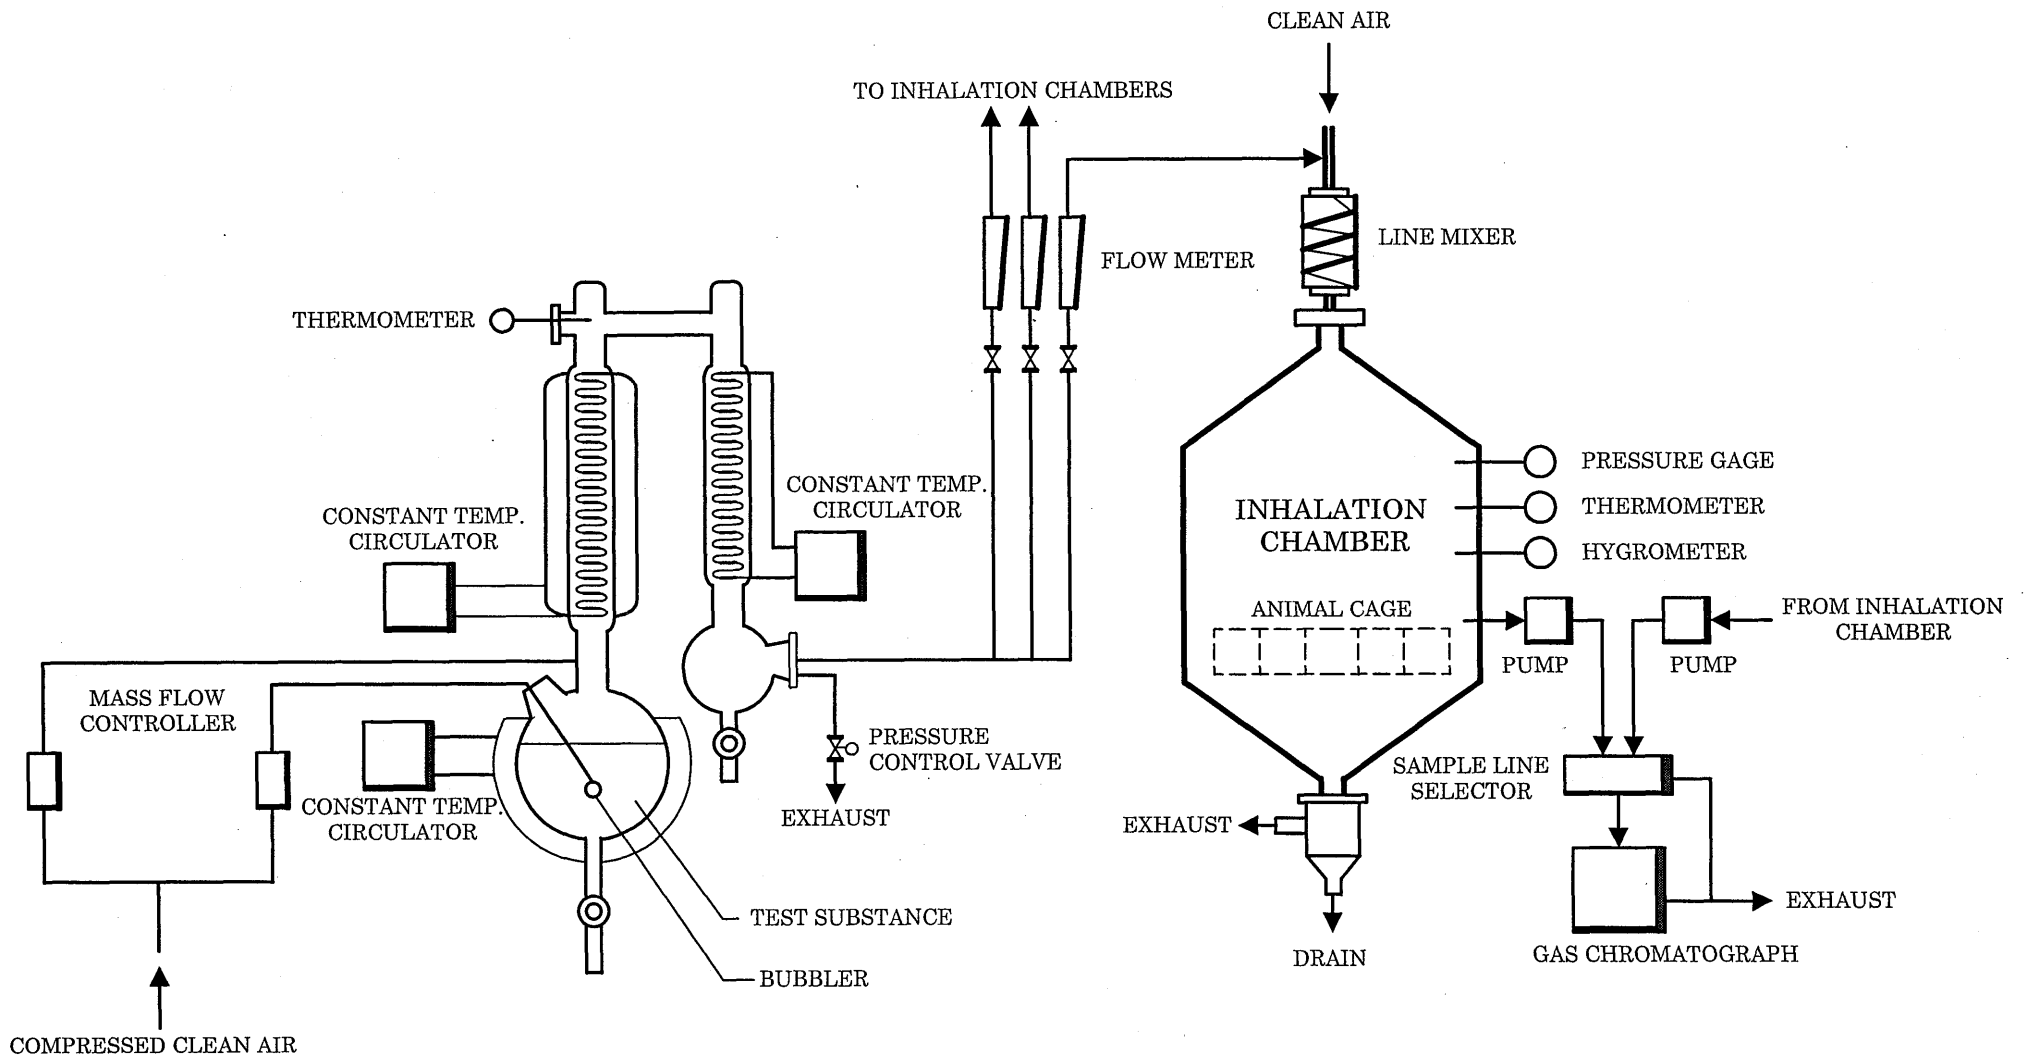 CLEAN AIR
TO INHALATION CHAMBERS
LINE MIXER
FLOW METER
THERMOMETER
PRESSURE GAGE
CONSTANT TEMP.
CIRCULATOR
THERMOMETER
INHALATION
CHAMBER
CONSTANT TEMP.
CIRCULATOR
HYGROMETER
ANIMAL CAGE
FROM INHALATION
CHAMBER
PUMP
PUMP
MASS FLOW
CONTROLLER
PRESSURE
CONTROL VALVE
SAMPLE LINE
SELECTOR
CONSTANT TEMP.
CIRCULATOR
EXHAUST
EXHAUST
EXHAUST
TEST SUBSTANCE
GAS CHROMATOGRAPH
DRAIN
BUBBLER
COMPRESSED CLEAN AIR